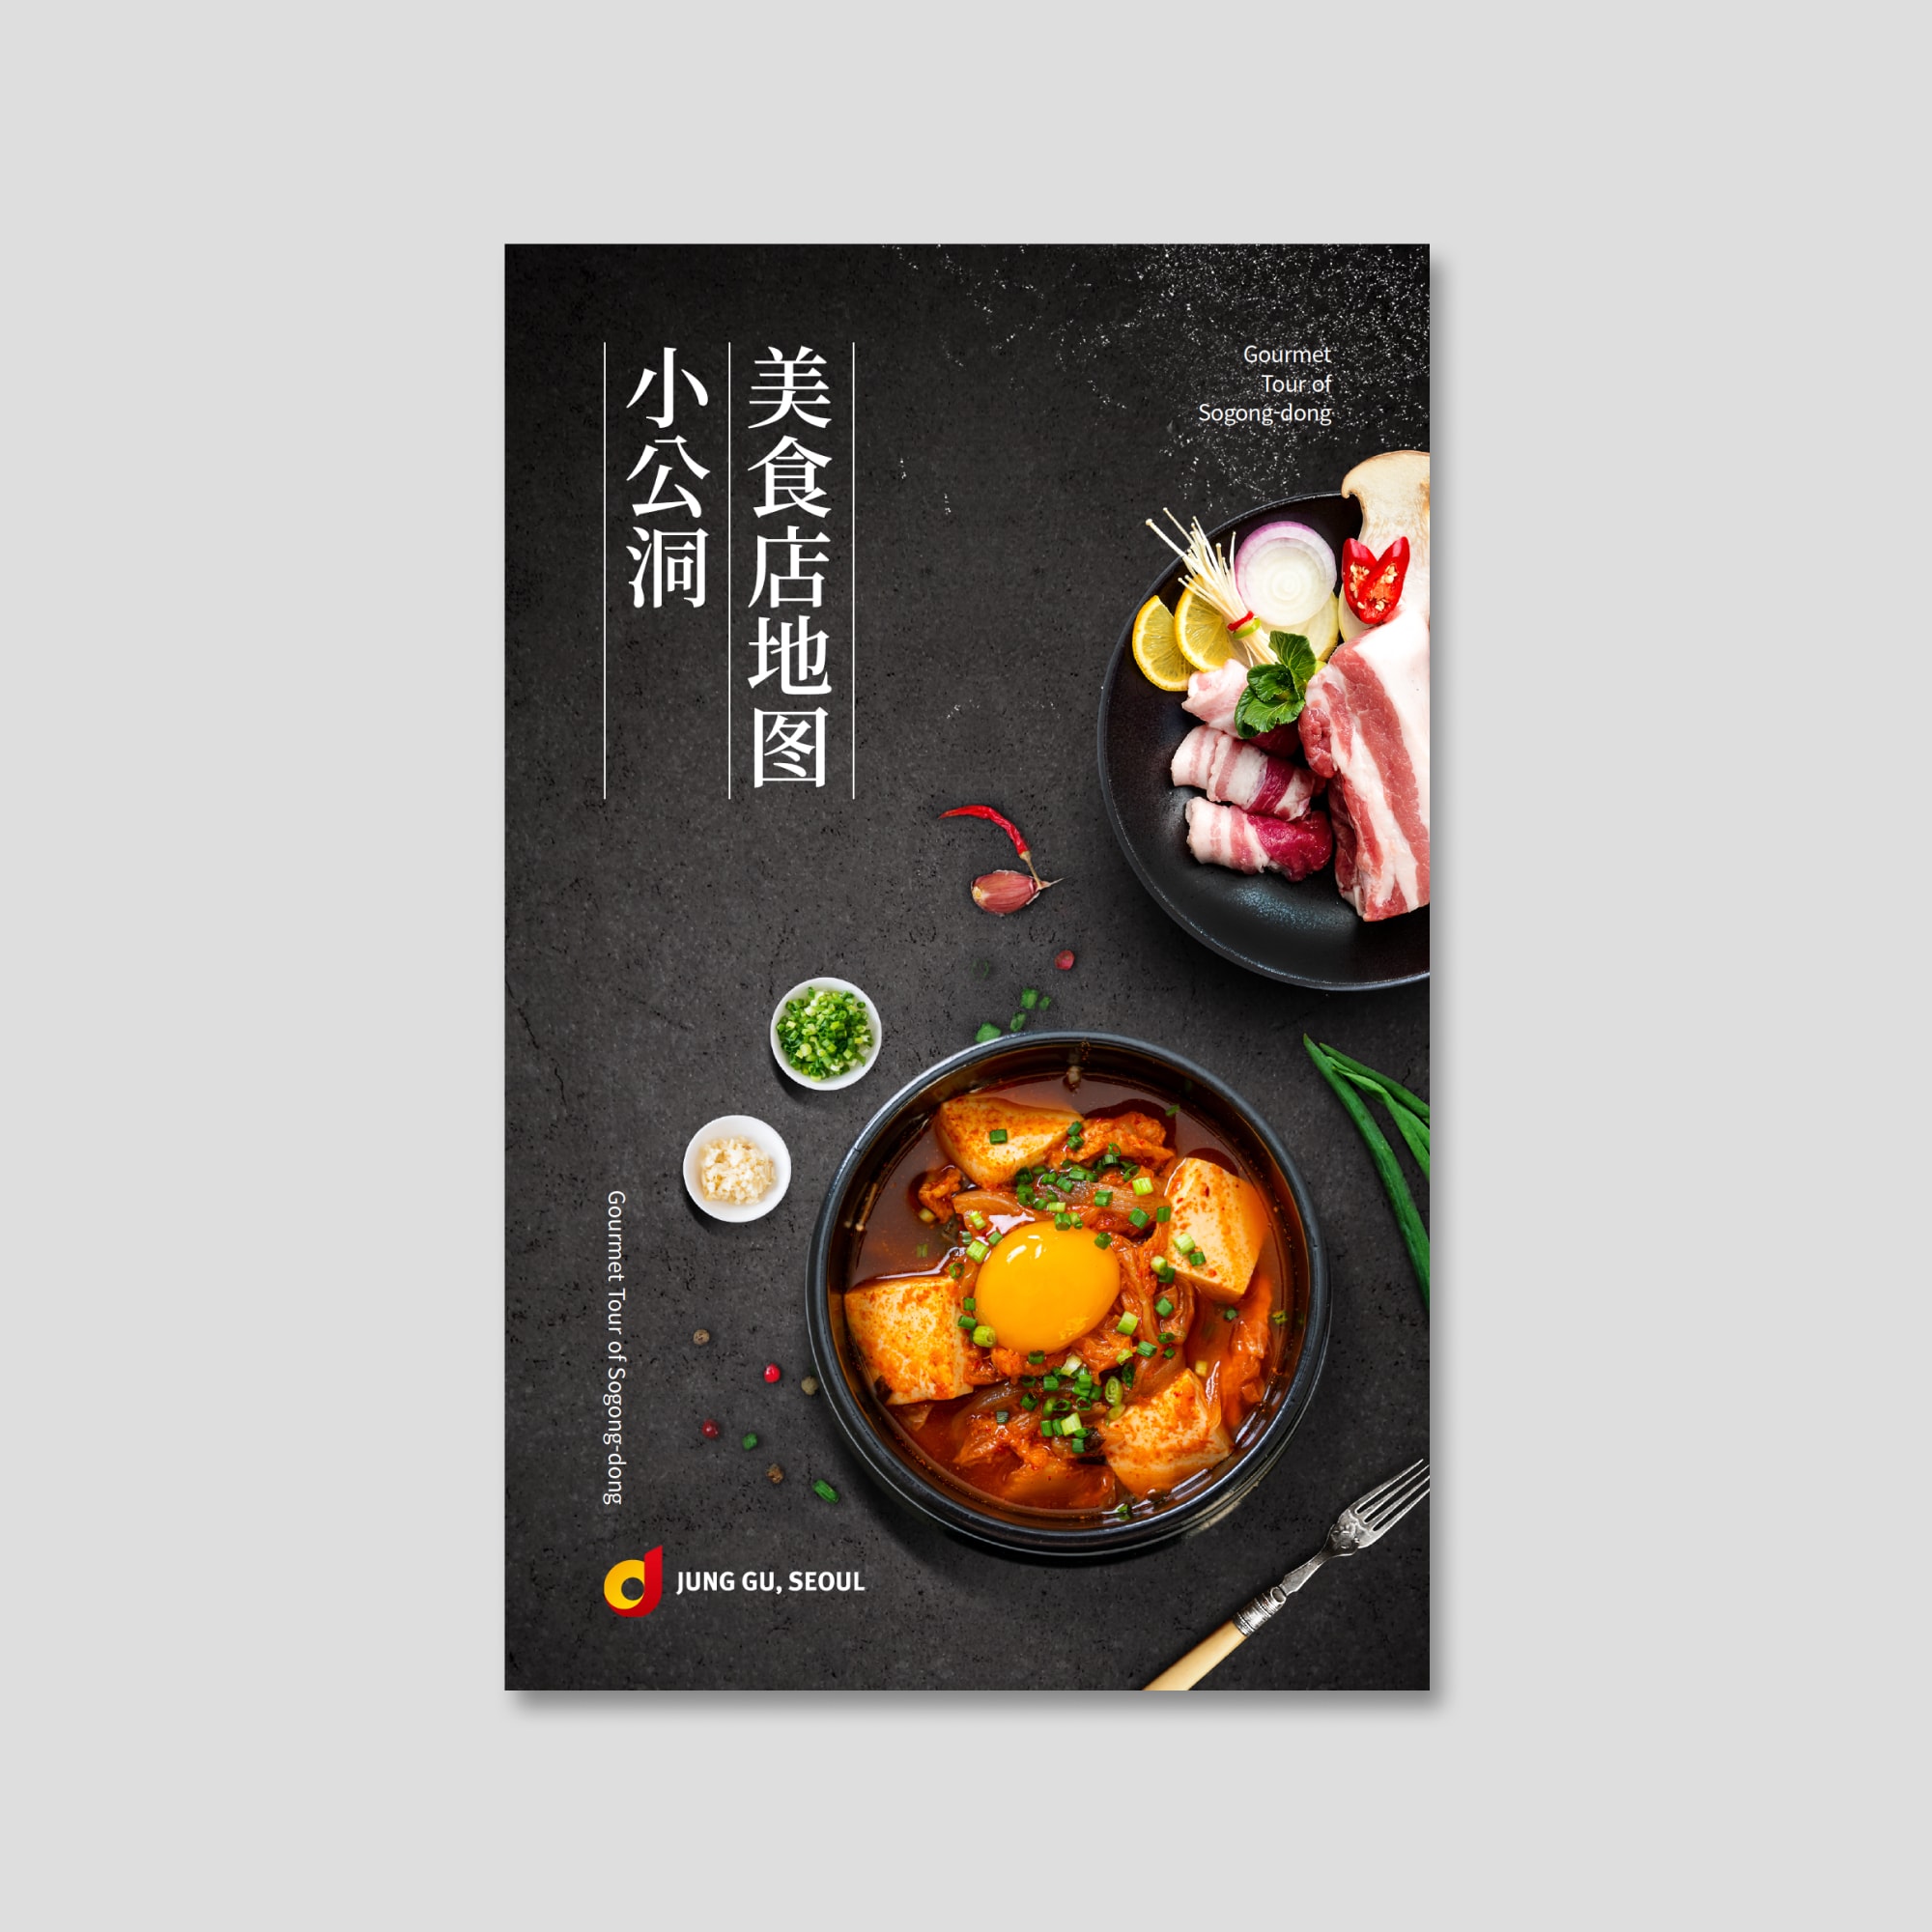 小公洞
美食店地图
Gourmet
Tour of
Sogong-dong
Gourmet Tour of Sogong-dong
JUNG GU, SEOUL